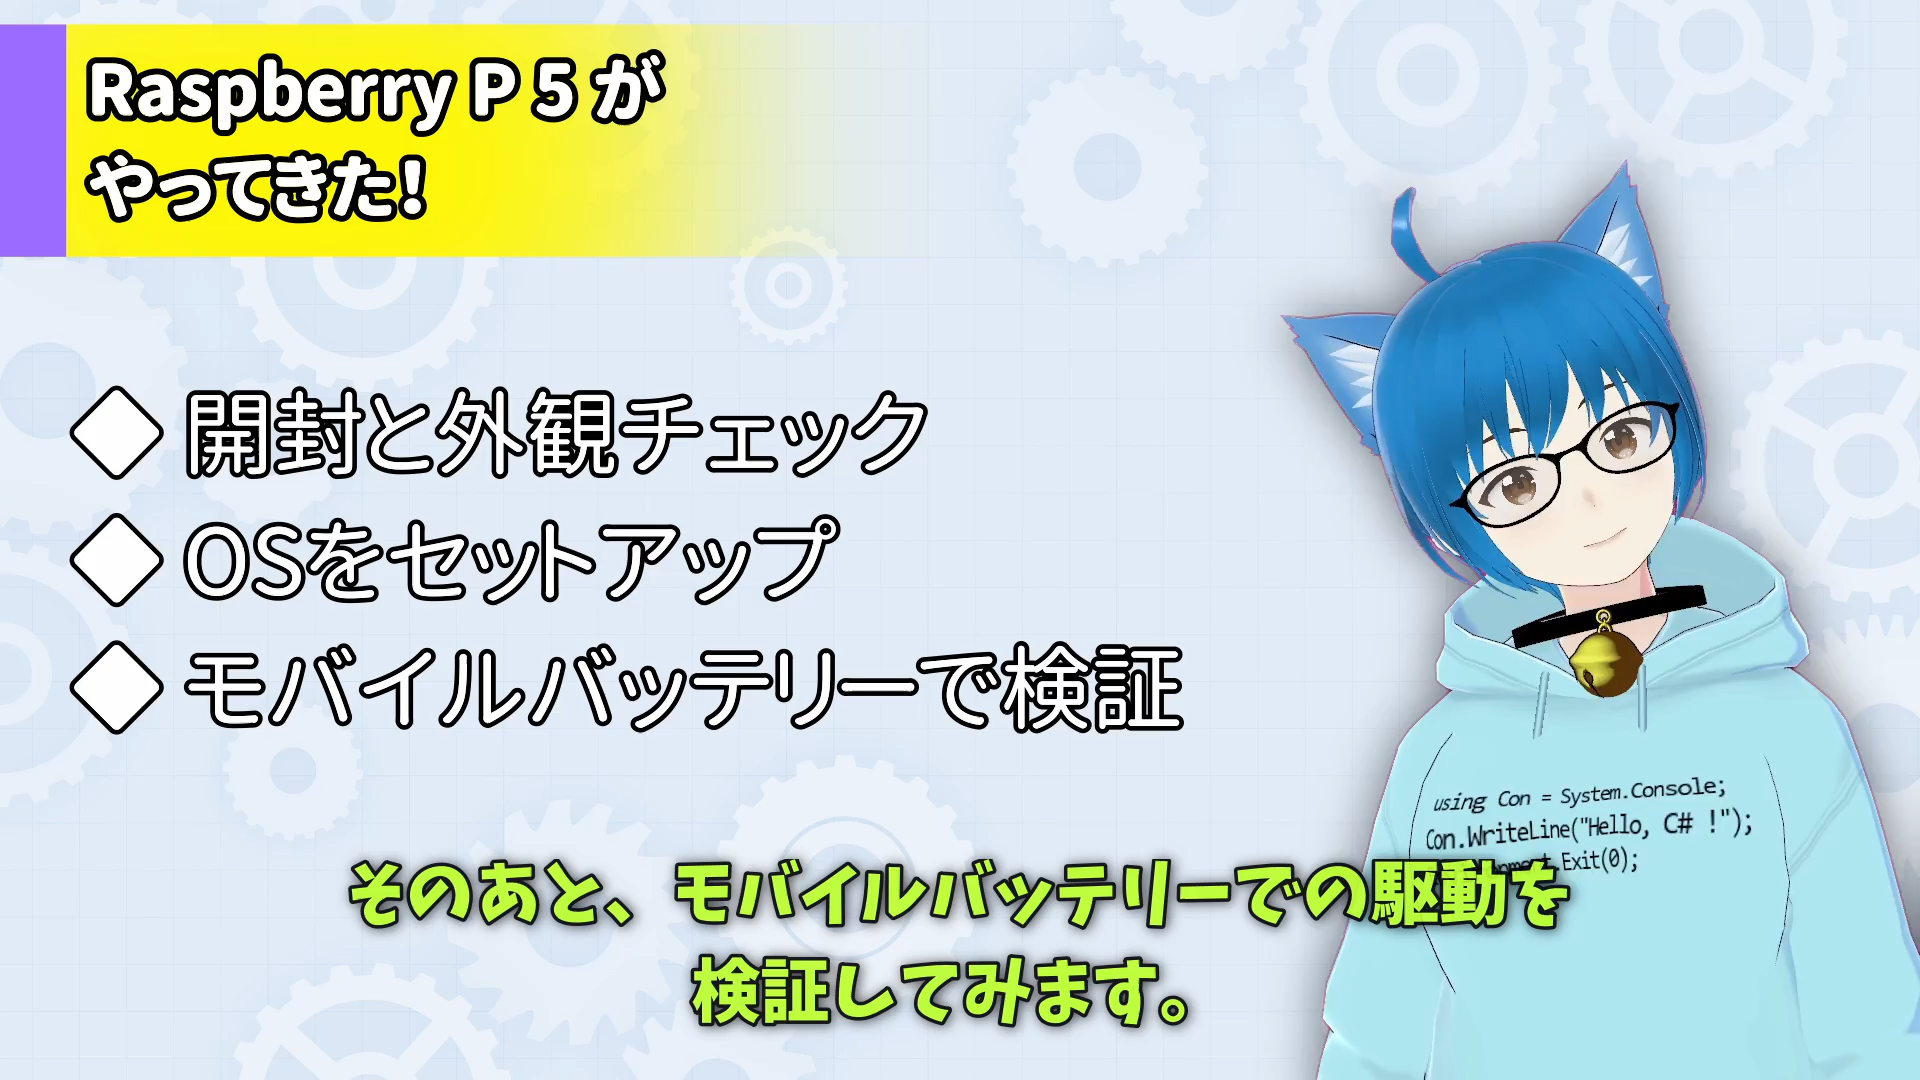 Raspberry P 5 が
やってきた!
◆ 開封と外観チェック
◆ OSをセットアップ
◆ モバイルバッテリーで検証
using Con = System.Console;
Con.WriteLine("Hello, C# !");
.Exit(0);
そのあと、モバイルバッテリーでの駆動を
検証してみます。